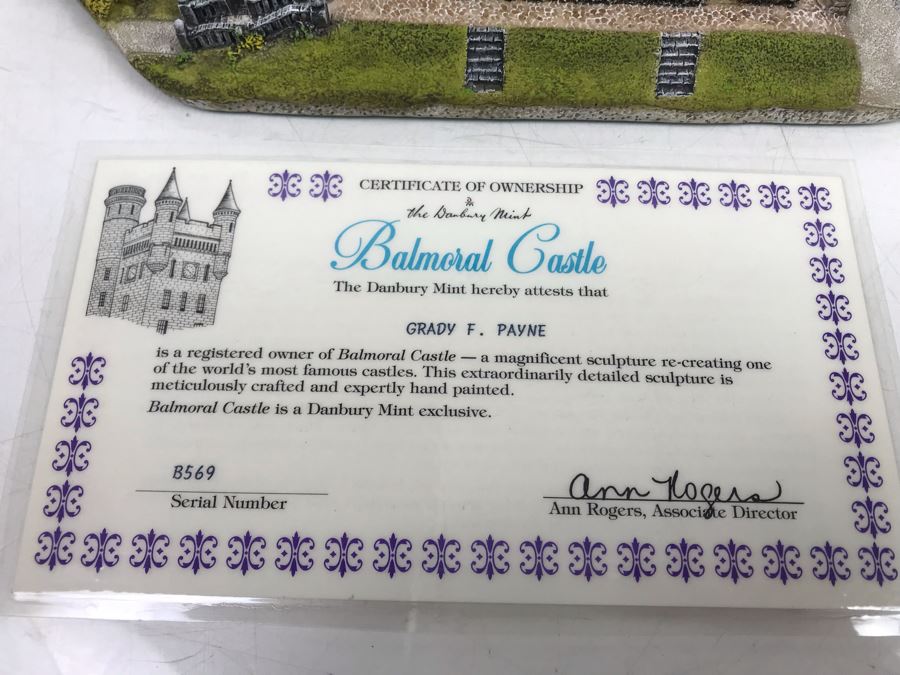 CERTIFICATE OF OWNERSHIP
The Danbury Mint
Balmoral Castle
The Danbury Mint hereby attests that
GRADY F. PAYNE
is a registered owner of Balmoral Castle — a magnificent sculpture re-creating one
of the world's most famous castles. This extraordinarily detailed sculpture is
meticulously crafted and expertly hand painted.
Balmoral Castle is a Danbury Mint exclusive.
B569
Serial Number
Ann Rogers
Ann Rogers, Associate Director